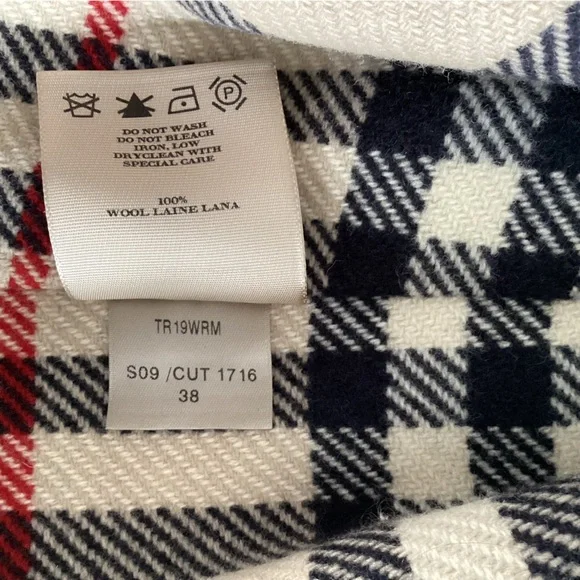 P
DO NOT WASH
DO NOT BLEACH
IRON, LOW
DRYCLEAN WITH
SPECIAL CARE
100%
WOOL LAINE LANA
TR19WRM
S09 /CUT 1716
38